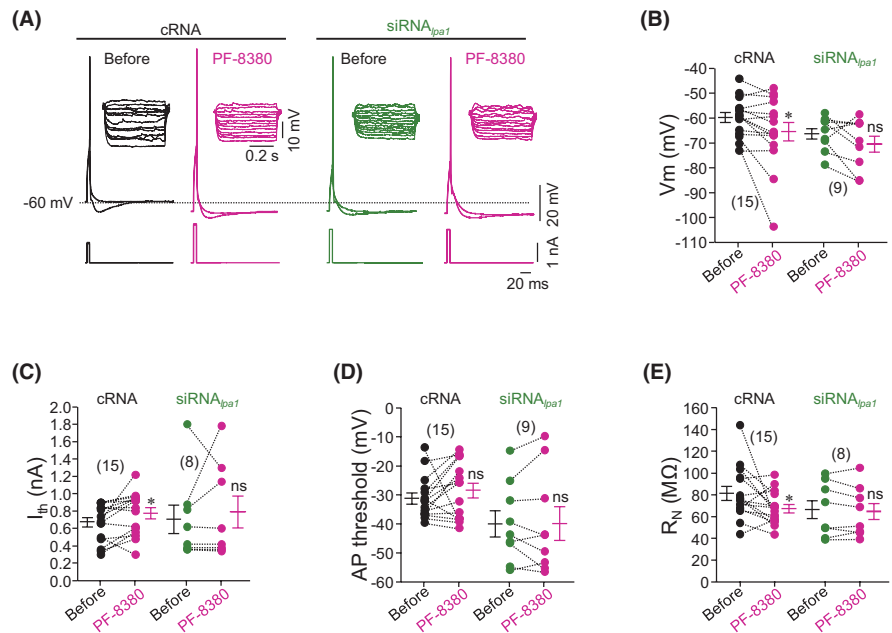 (A)
cRNA
siRNAlpa1
Before
PF-8380
Before
PF-8380
10 mV
0.2 s
-60 mV
20 mV
1 nA
20 ms
(B)
cRNA
siRNAlpa1
Vm (mV)
-40
-50
-60
-70
-80
-90
-100
-110
*
ns
(15)
(9)
Before
PF-8380
Before
PF-8380
(C)
cRNA
siRNAlpa1
Ith (nA)
1.8
1.6
1.4
1.2
1.0
0.8
0.6
0.4
0.2
0.0
(15)
(8)
*
ns
Before
PF-8380
Before
PF-8380
(D)
cRNA
siRNAlpa1
AP threshold (mV)
0
-10
-20
-30
-40
-50
-60
(15)
(9)
ns
ns
Before
PF-8380
Before
PF-8380
(E)
cRNA
siRNAlpa1
RN (MΩ)
160
140
120
100
80
60
40
20
0
(15)
(8)
*
ns
Before
PF-8380
Before
PF-8380